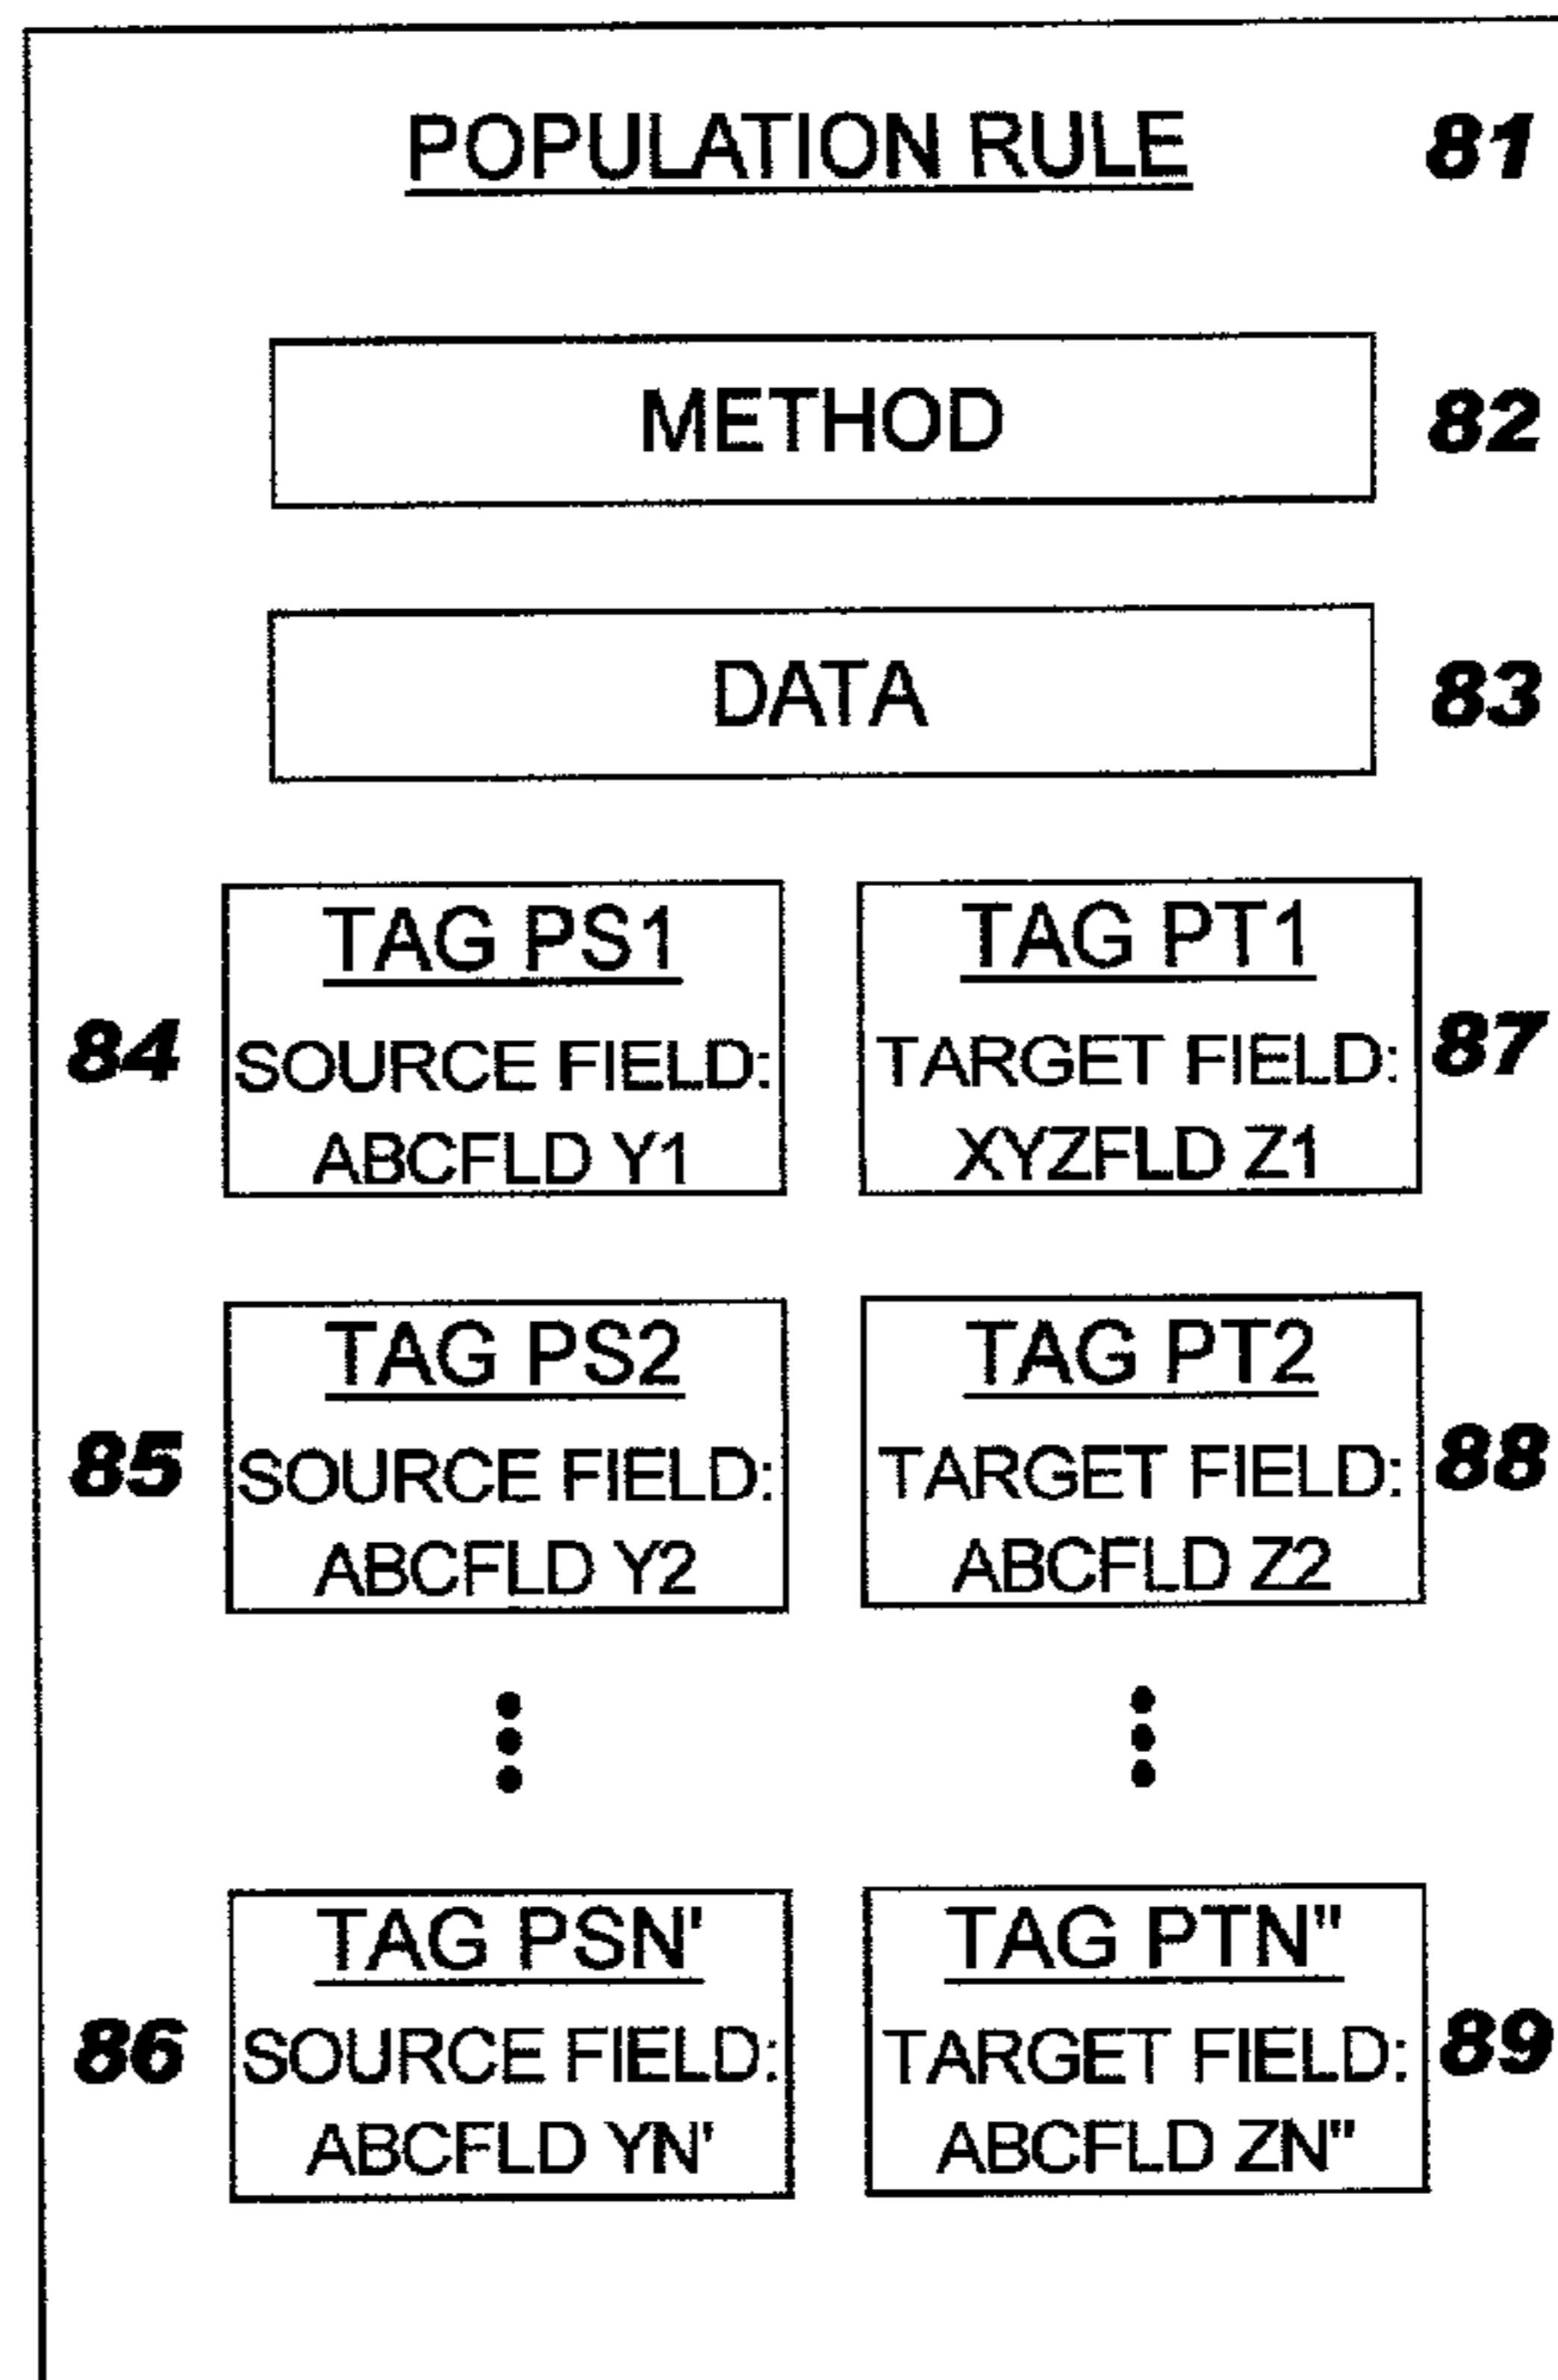 POPULATION RULE 81
METHOD 82
DATA 83
TAG PS1 TAG PT1
84 SOURCE FIELD: TARGET FIELD: 87
ABCFLD Y1 XYZFLD Z1
TAG PS2 TAG PT2
85 SOURCE FIELD: TARGET FIELD: 88
ABCFLD Y2 ABCFLD Z2
TAG PSN' TAG PTN"
86 SOURCE FIELD: TARGET FIELD: 89
ABCFLD YN' ABCFLD ZN"